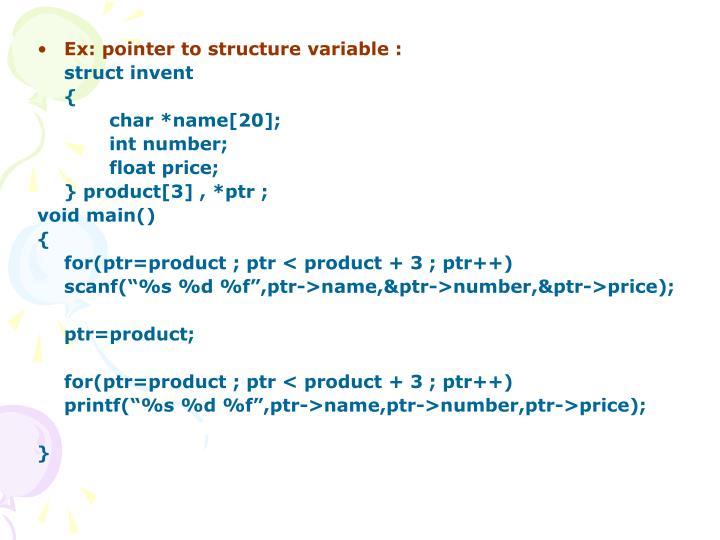 • Ex: pointer to structure variable :
struct invent
{
char *name[20];
int number;
float price;
} product[3] , *ptr ;
void main()
{
for(ptr=product ; ptr < product + 3 ; ptr++)
scanf(“%s %d %f”,ptr->name,&ptr->number,&ptr->price);
ptr=product;
for(ptr=product ; ptr < product + 3 ; ptr++)
printf(“%s %d %f”,ptr->name,ptr->number,ptr->price);
}